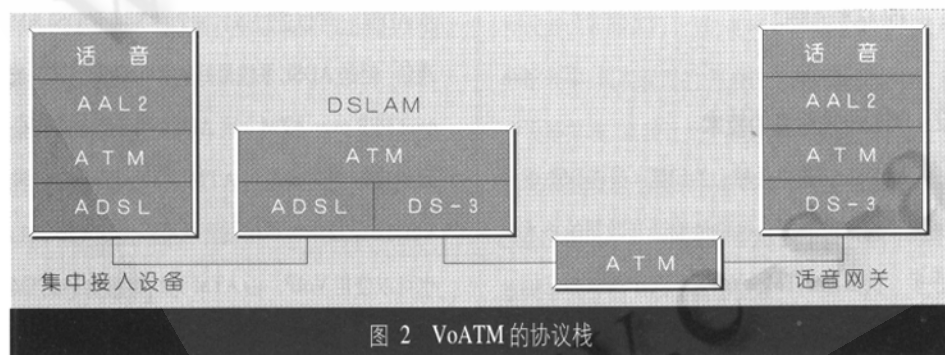 话 音
AAL2
ATM
ADSL
集中接入设备
DSLAM
ATM
ADSL DS-3
ATM
话 音
AAL2
ATM
DS-3
话音网关
图 2 VoATM 的协议栈